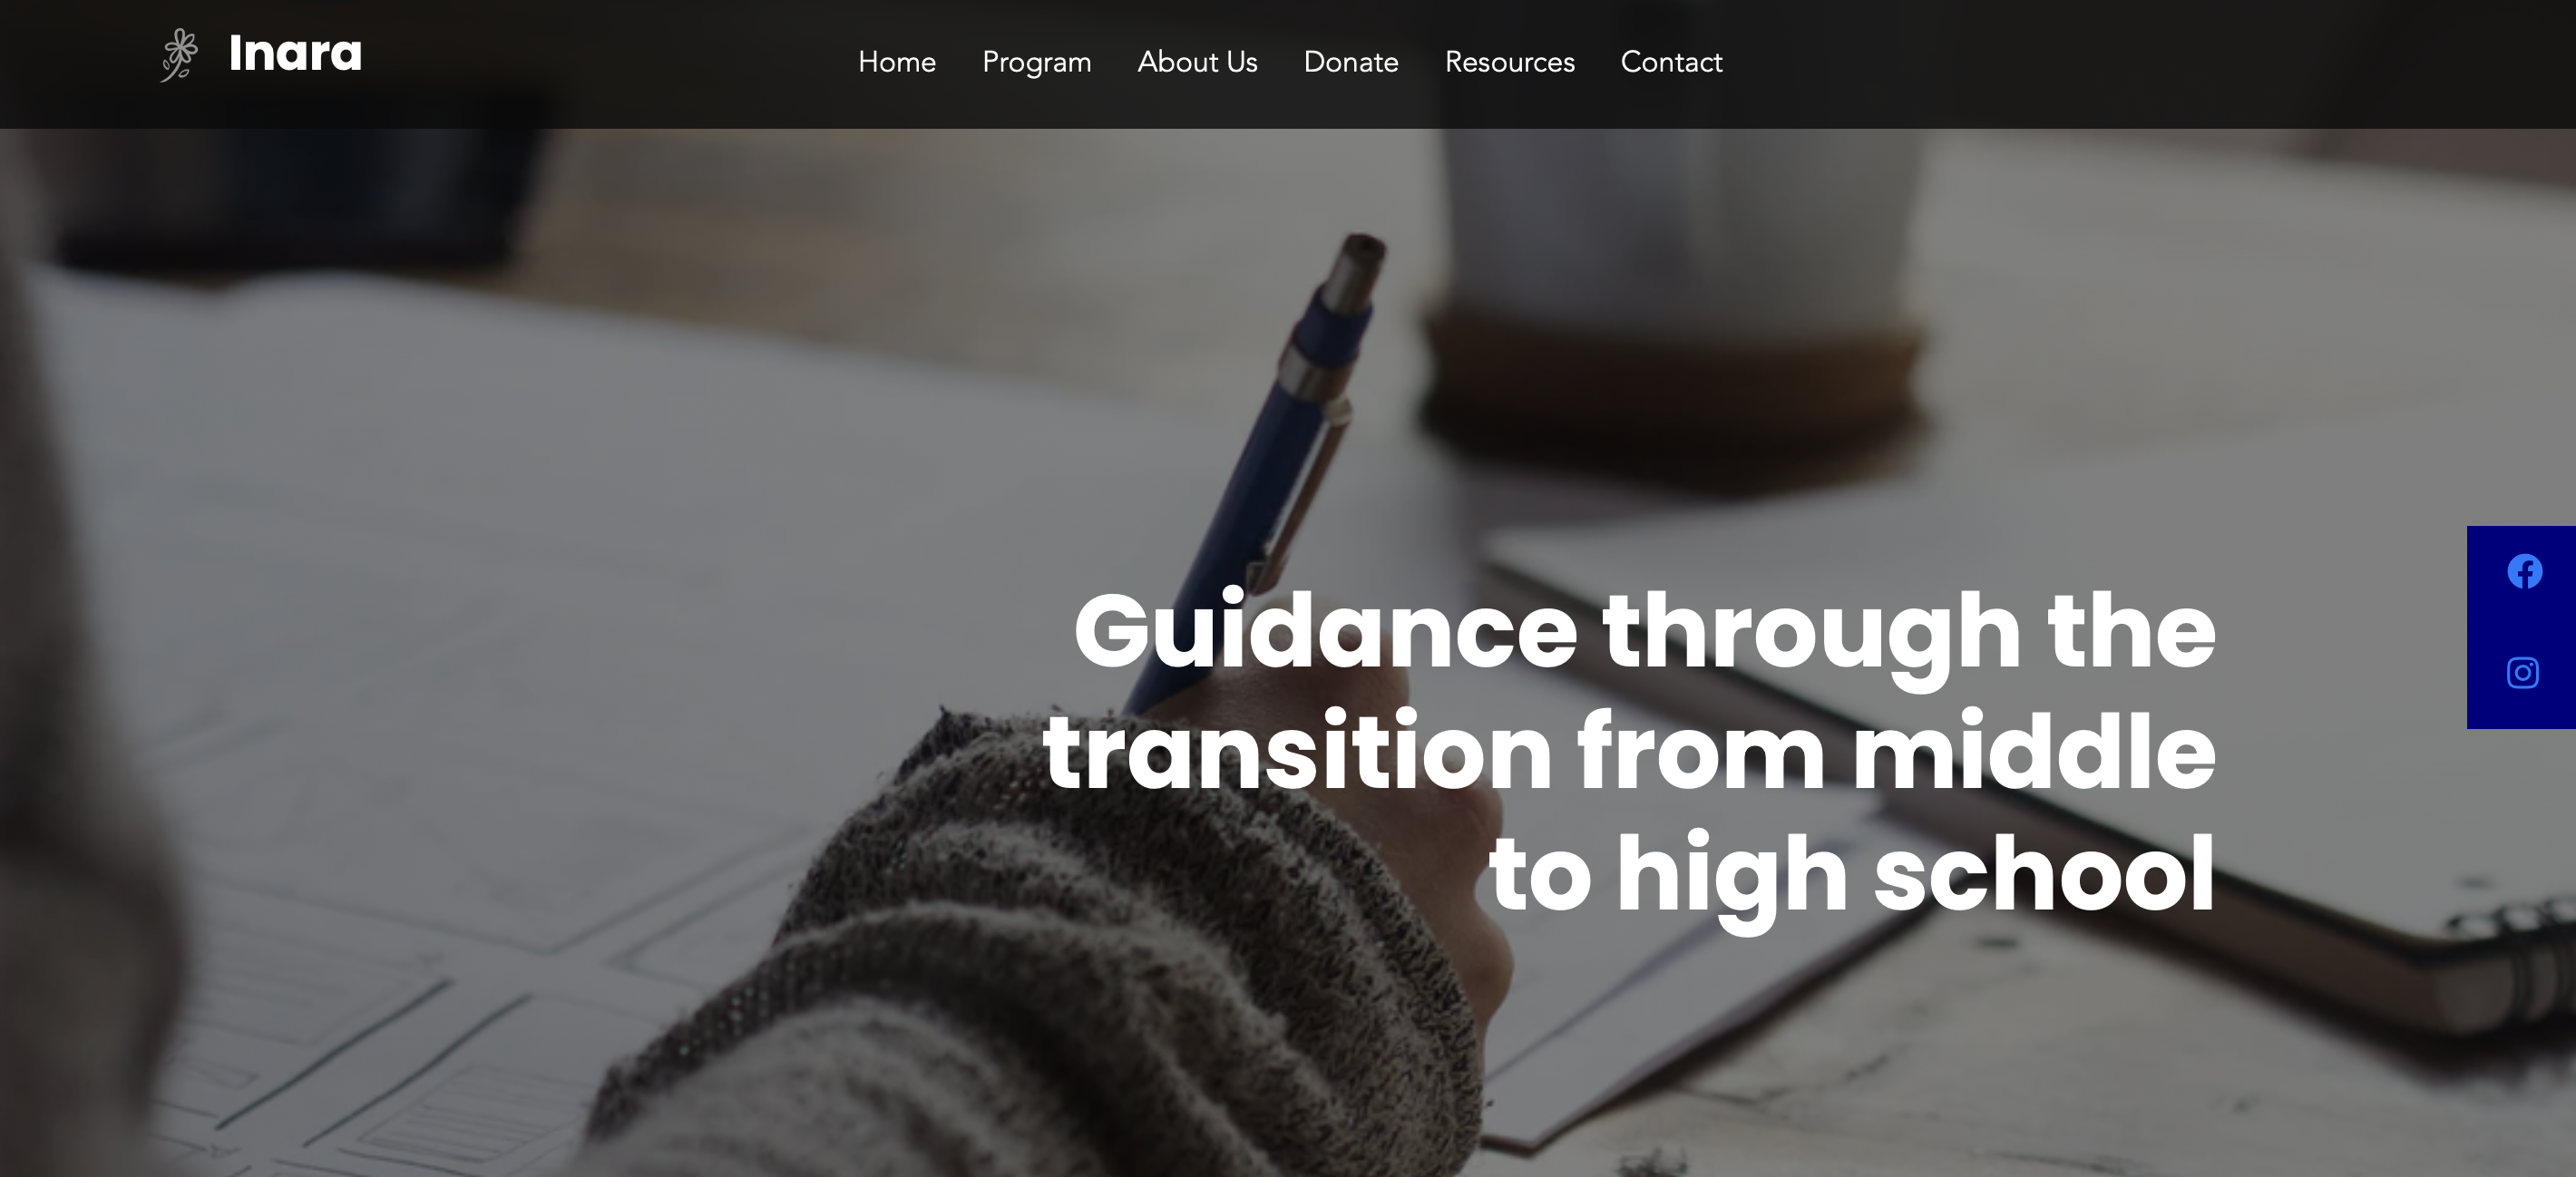 Inara
Home Program About Us Donate Resources Contact
Guidance through the
transition from middle
to high school